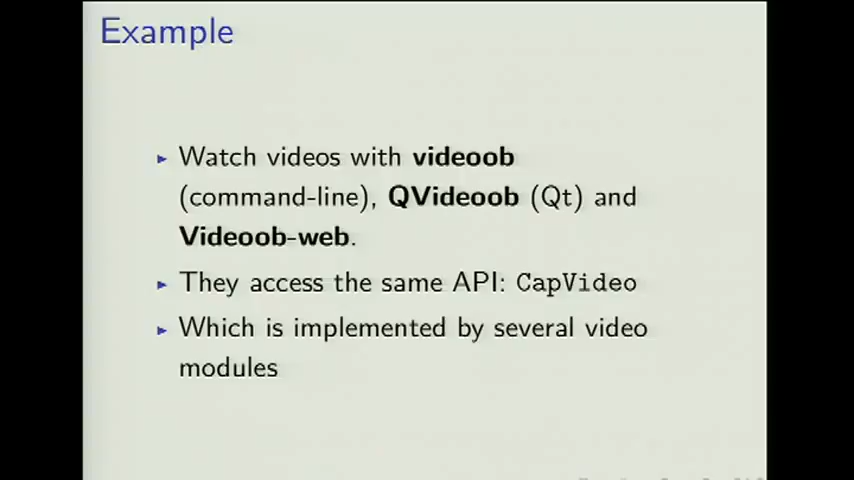 Example
▸ Watch videos with videoob
(command-line), QVideoob (Qt) and
Videoob-web.
▸ They access the same API: CapVideo
▸ Which is implemented by several video
modules